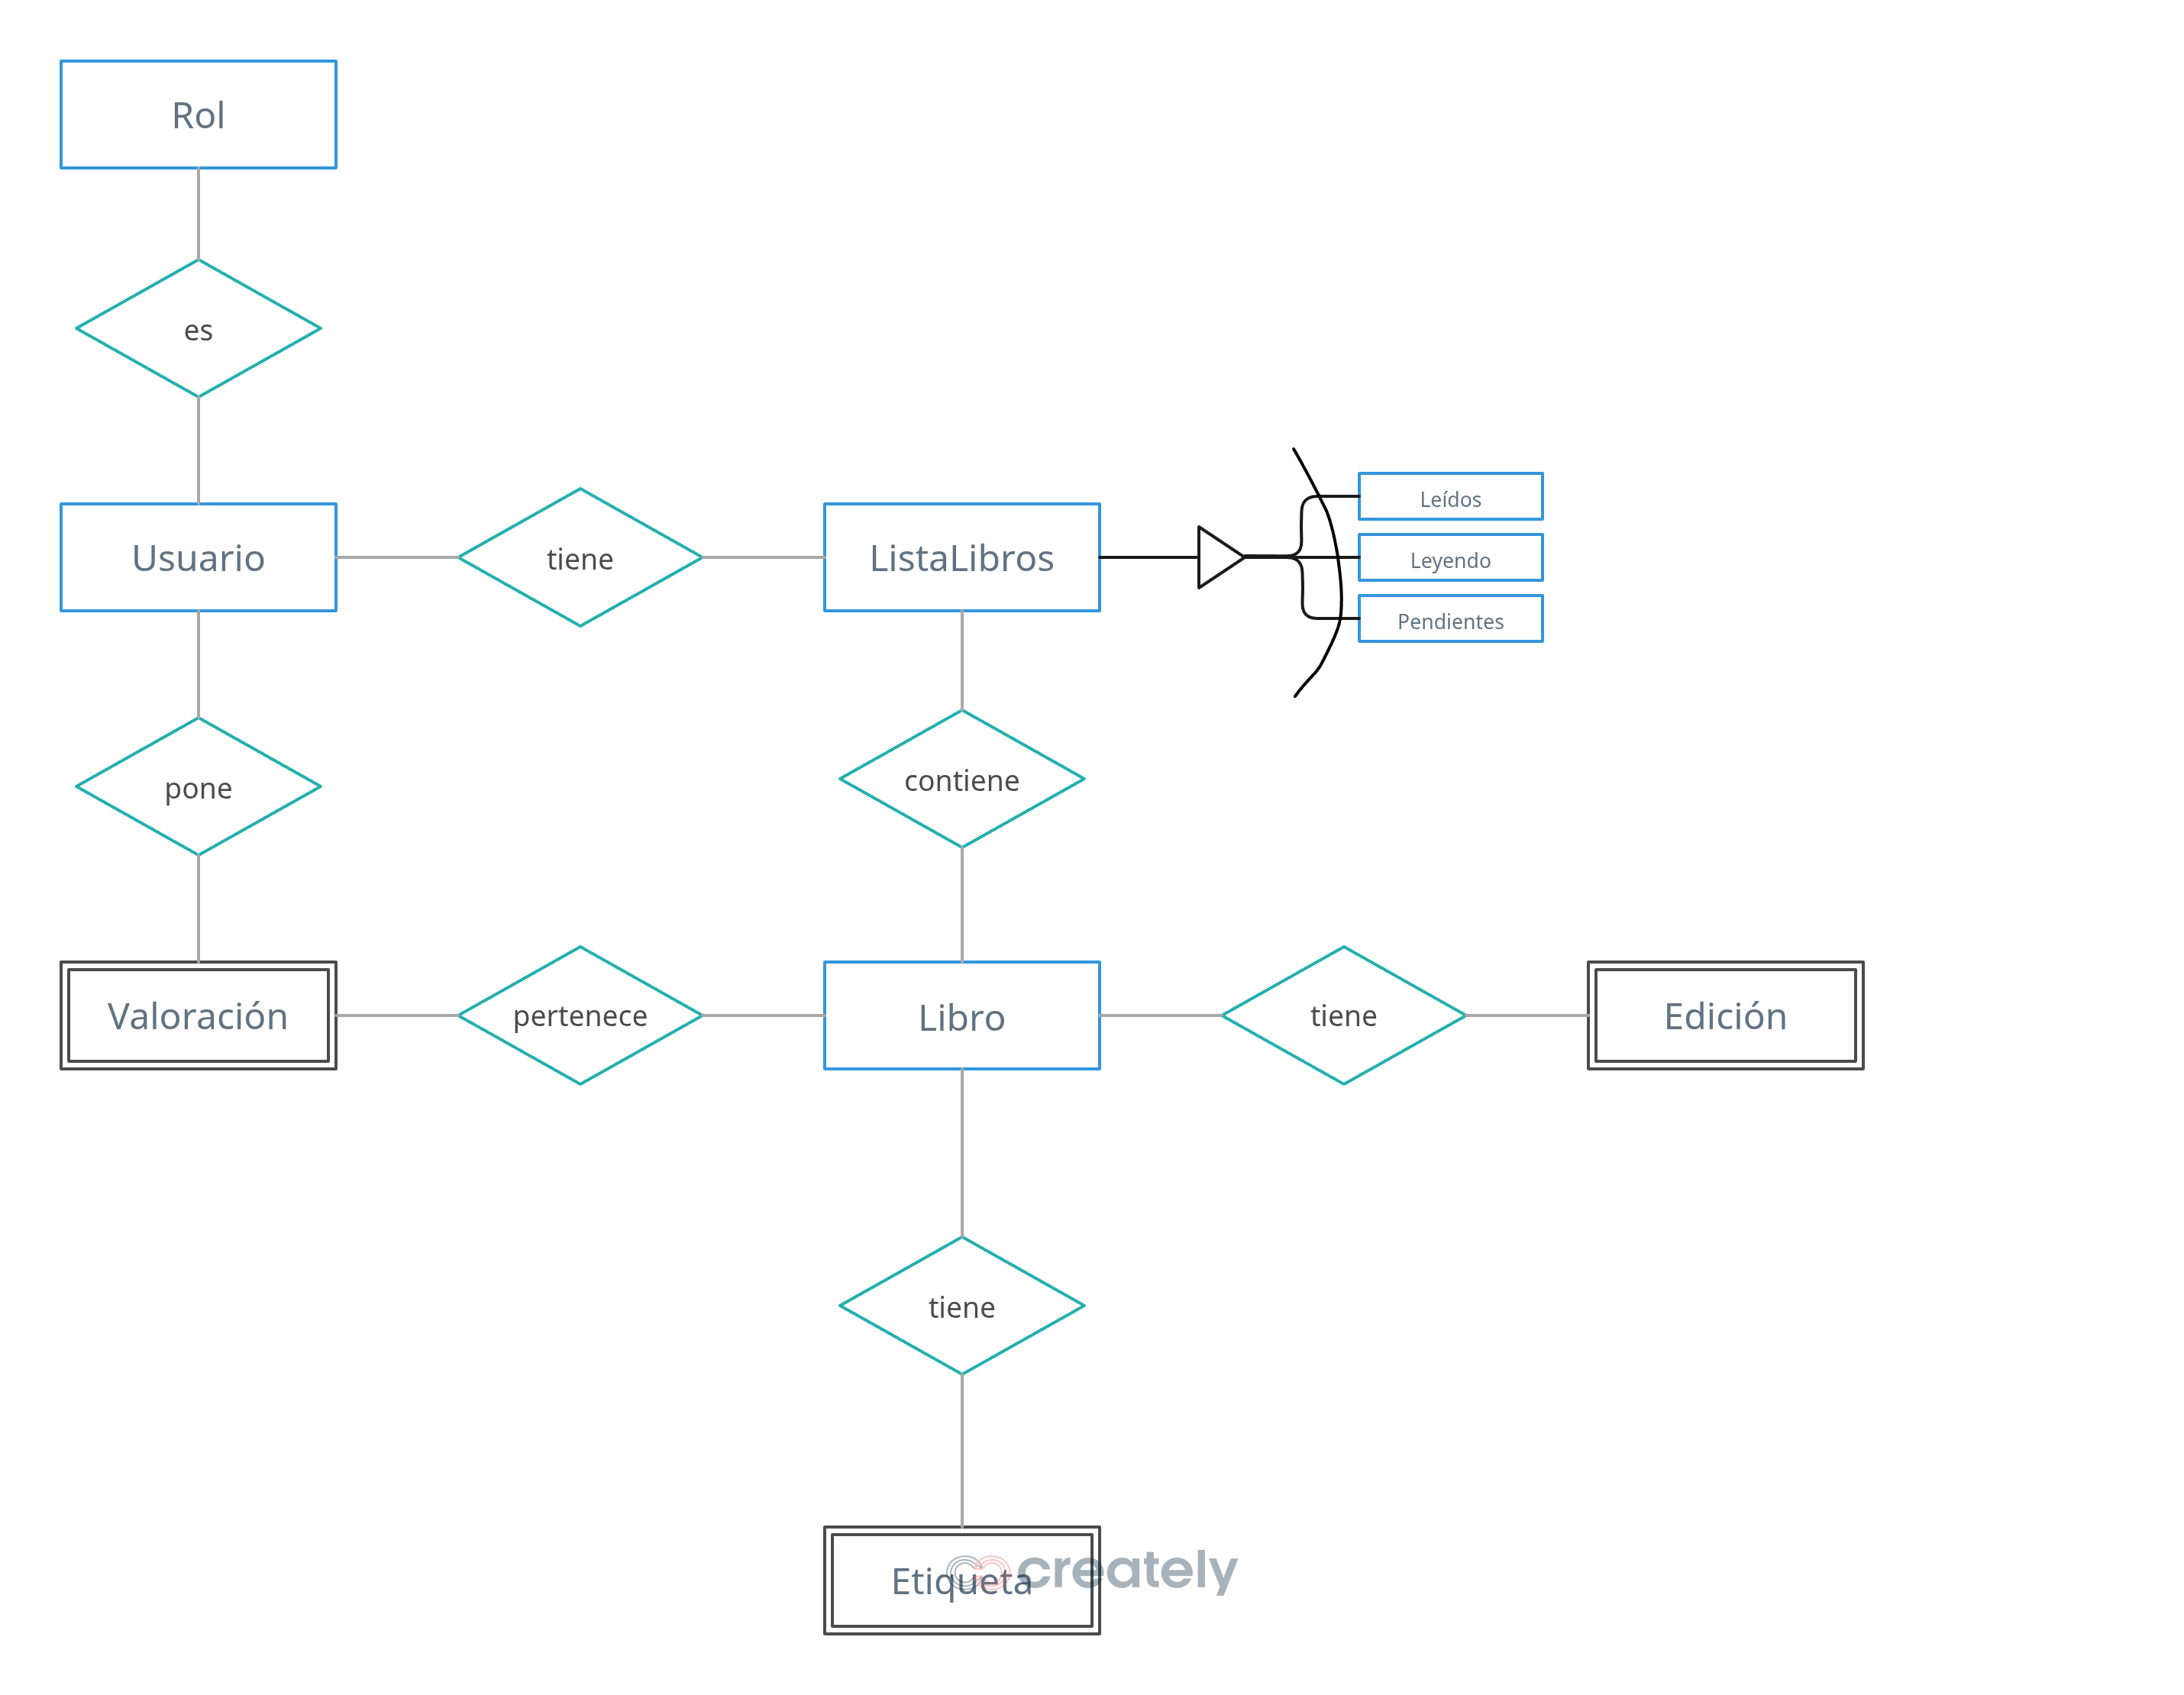 Rol
es
Usuario
tiene
ListaLibros
Leídos
Leyendo
Pendientes
pone
contiene
Valoración
pertenece
Libro
tiene
Edición
tiene
Etiqueta
creately